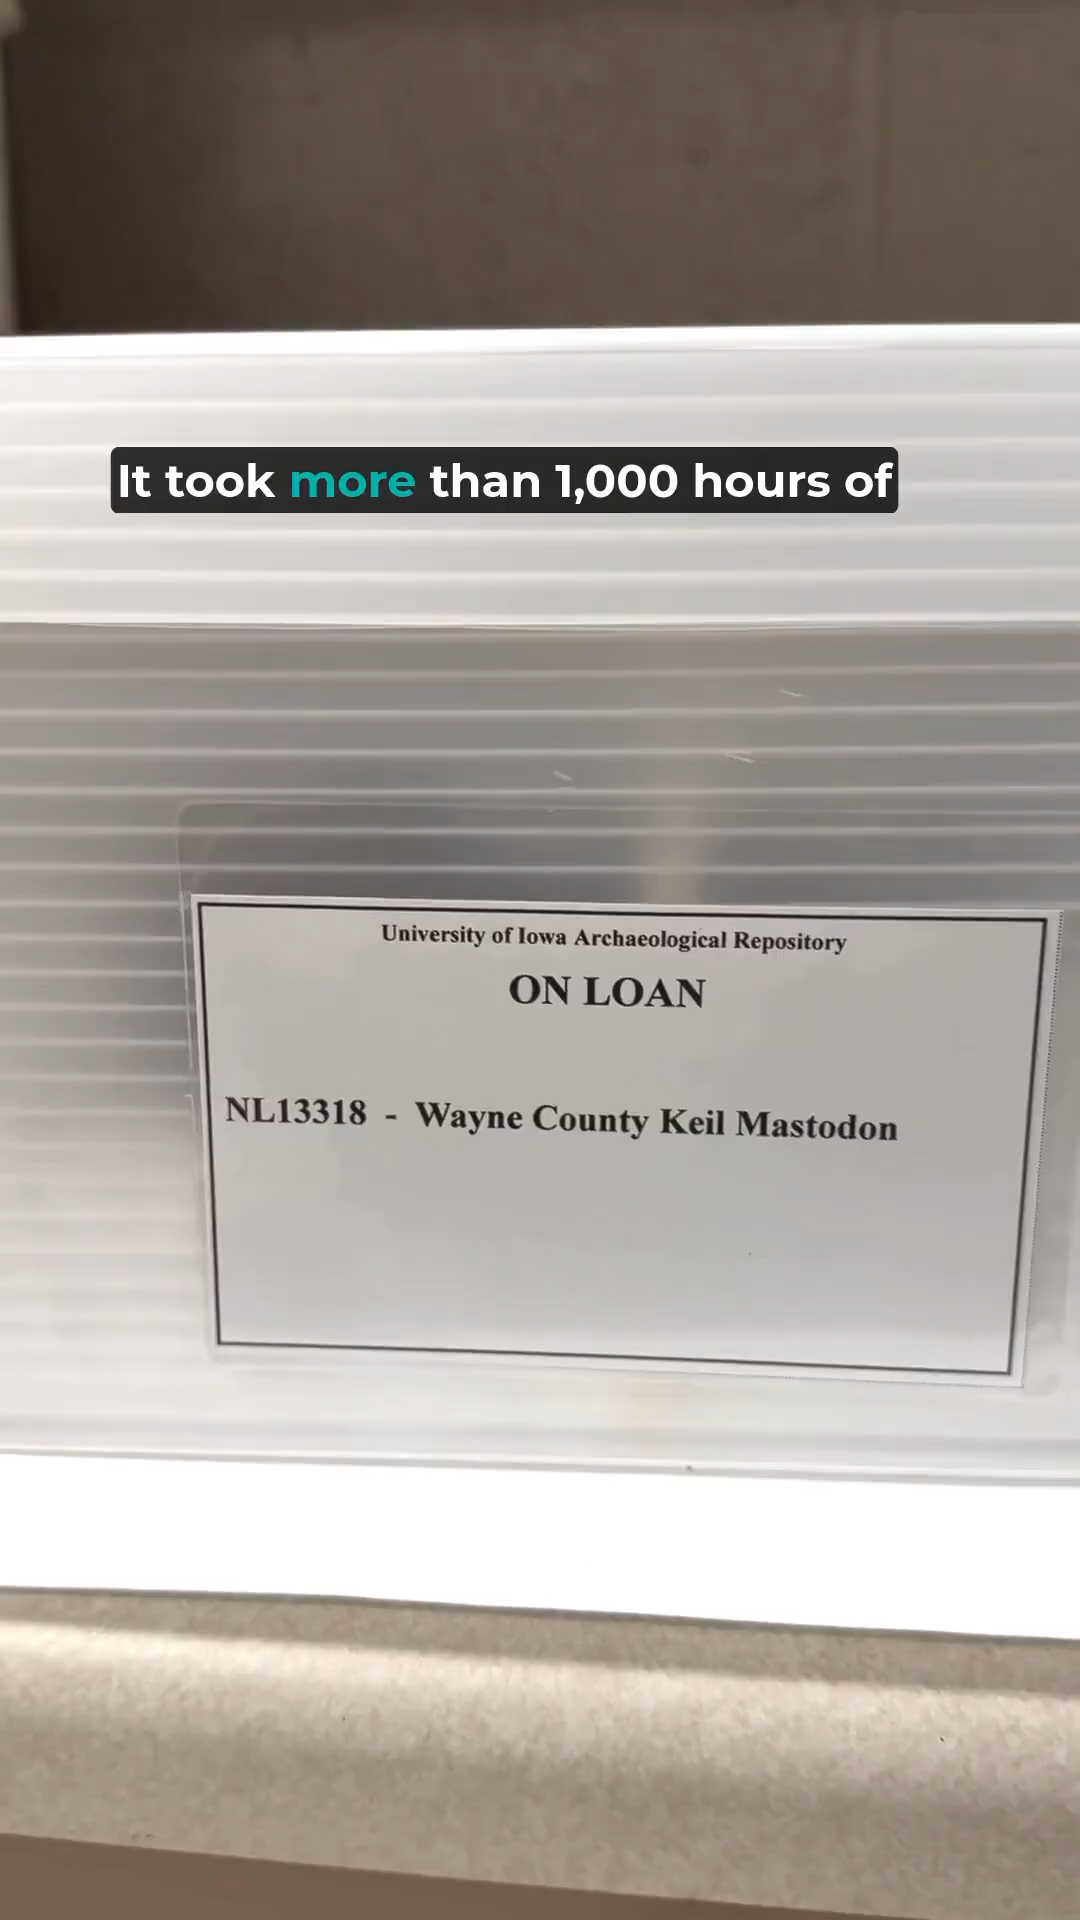 It took more than 1,000 hours of
University of Iowa Archaeological Repository
ON LOAN
NL13318 - Wayne County Keil Mastodon